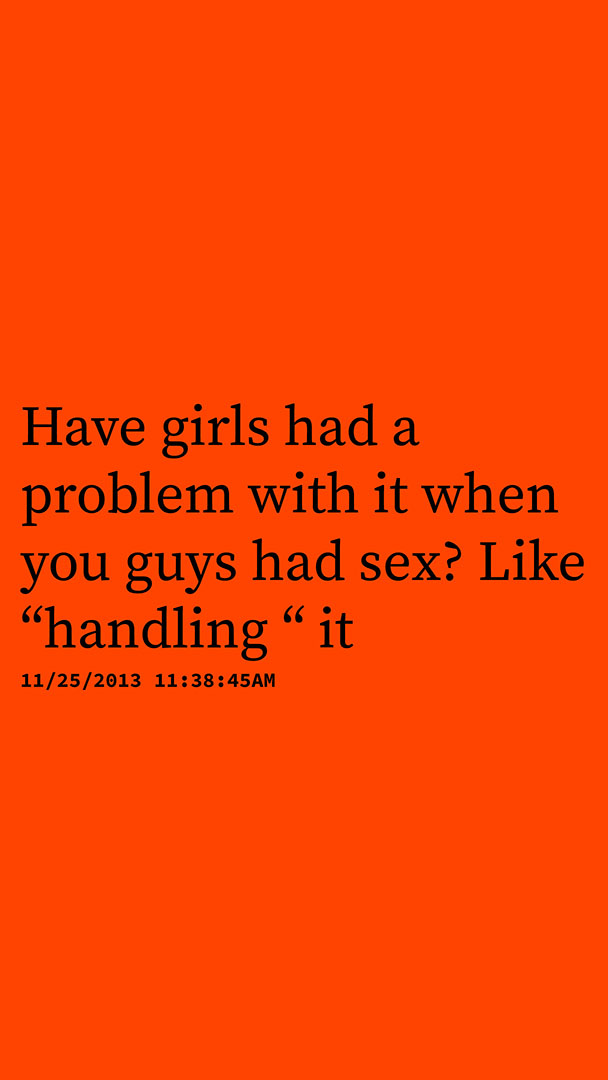 Have girls had a
problem with it when
you guys had sex? Like
“handling “ it
11/25/2013 11:38:45AM